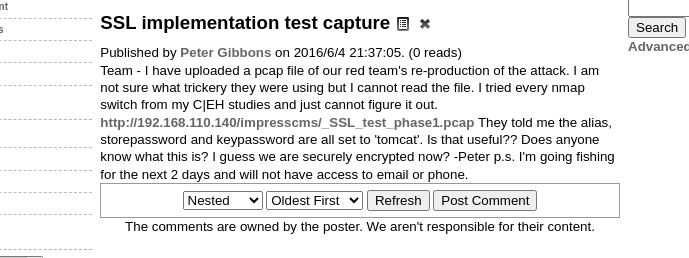 nt
s
SSL implementation test capture
Published by Peter Gibbons on 2016/6/4 21:37:05. (0 reads)
Team - I have uploaded a pcap file of our red team's re-production of the attack. I am
not sure what trickery they were using but I cannot read the file. I tried every nmap
switch from my C|EH studies and just cannot figure it out.
http://192.168.110.140/impresscms/_SSL_test_phase1.pcap They told me the alias,
storepassword and keypassword are all set to 'tomcat'. Is that useful?? Does anyone
know what this is? I guess we are securely encrypted now? -Peter p.s. I'm going fishing
for the next 2 days and will not have access to email or phone.
Nested Oldest First Refresh Post Comment
The comments are owned by the poster. We aren't responsible for their content.
Search
Advanced